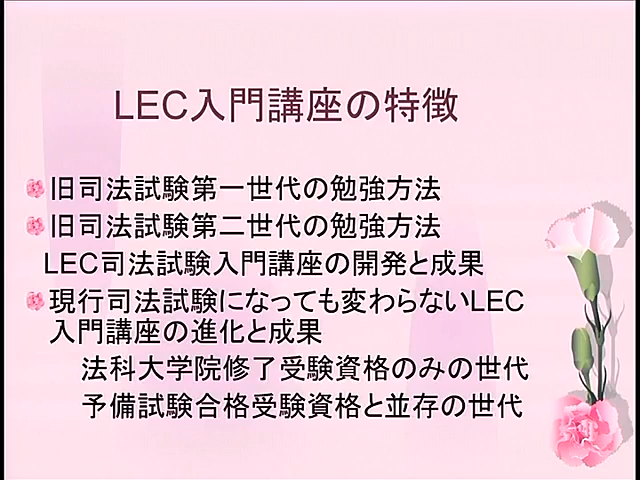 LEC入門講座の特徴
旧司法試験第一世代の勉強方法
旧司法試験第二世代の勉強方法
LEC司法試験入門講座の開発と成果
現行司法試験になっても変わらないLEC
入門講座の進化と成果
法科大学院修了受験資格のみの世代
予備試験合格受験資格と並存の世代